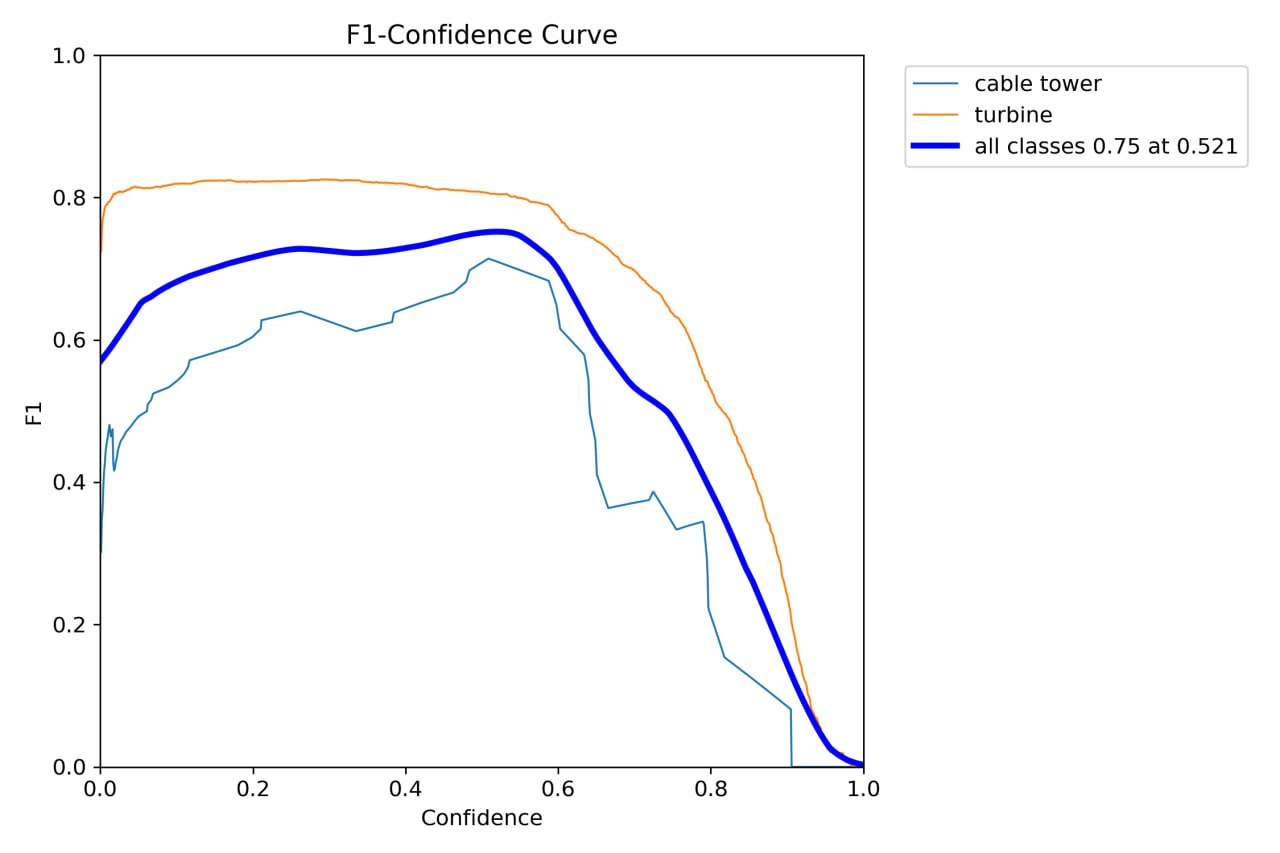 F1-Confidence Curve
1.0
0.8
0.6
0.4
0.2
0.0
F1
0.0 0.2 0.4 0.6 0.8 1.0
Confidence
cable tower
turbine
all classes 0.75 at 0.521